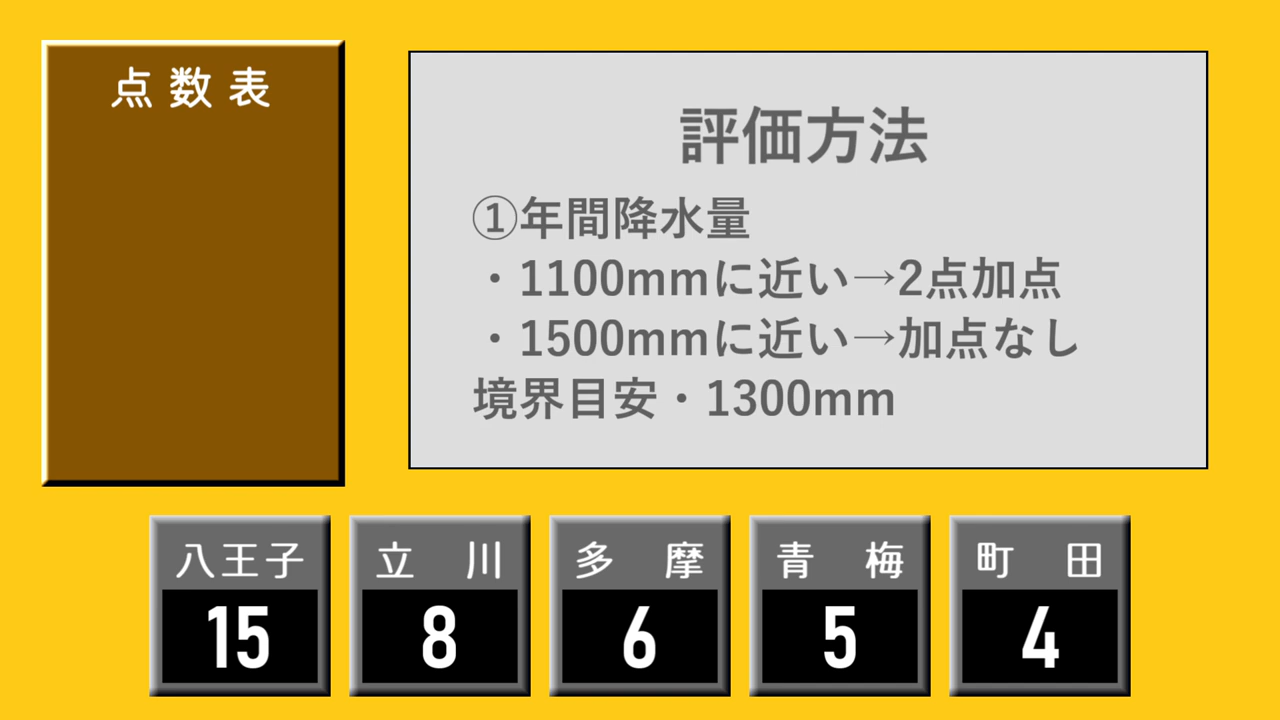 点数表
評価方法
①年間降水量
・1100mmに近い→2点加点
・1500mmに近い→加点なし
境界目安・1300mm
八王子
15
立川
8
多摩
6
青梅
5
町田
4